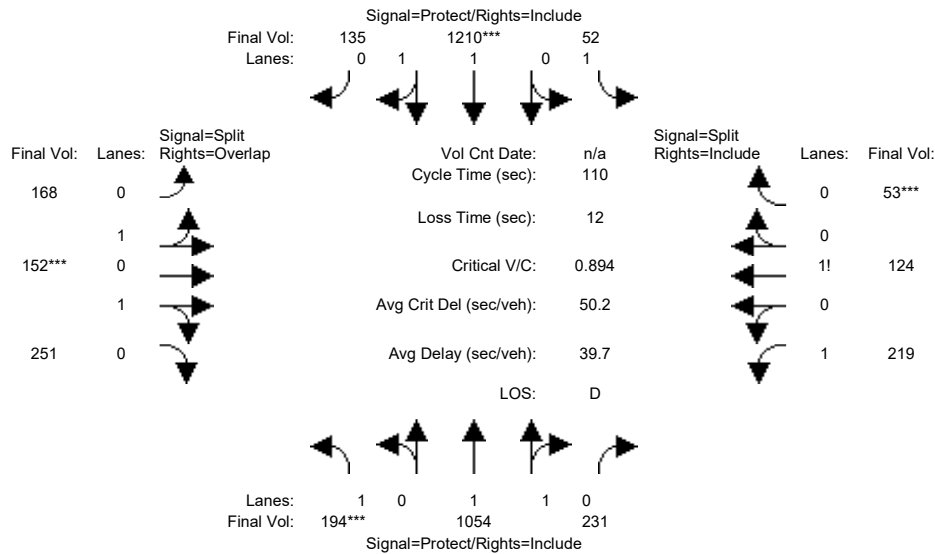 Signal=Protect/Rights=Include
Final Vol: 135 1210*** 52
Lanes: 0 1 1 0 1
Signal=Split
Final Vol: Lanes: Rights=Overlap
Vol Cnt Date: n/a
Signal=Split
Rights=Include Lanes: Final Vol:
Cycle Time (sec): 110
168 0
0 53***
Loss Time (sec): 12
1
0
152*** 0
Critical V/C: 0.894
1! 124
1
Avg Crit Del (sec/veh): 50.2
0
251 0
Avg Delay (sec/veh): 39.7
1 219
LOS: D
Lanes: 1 0 1 1 0
Final Vol: 194*** 1054 231
Signal=Protect/Rights=Include